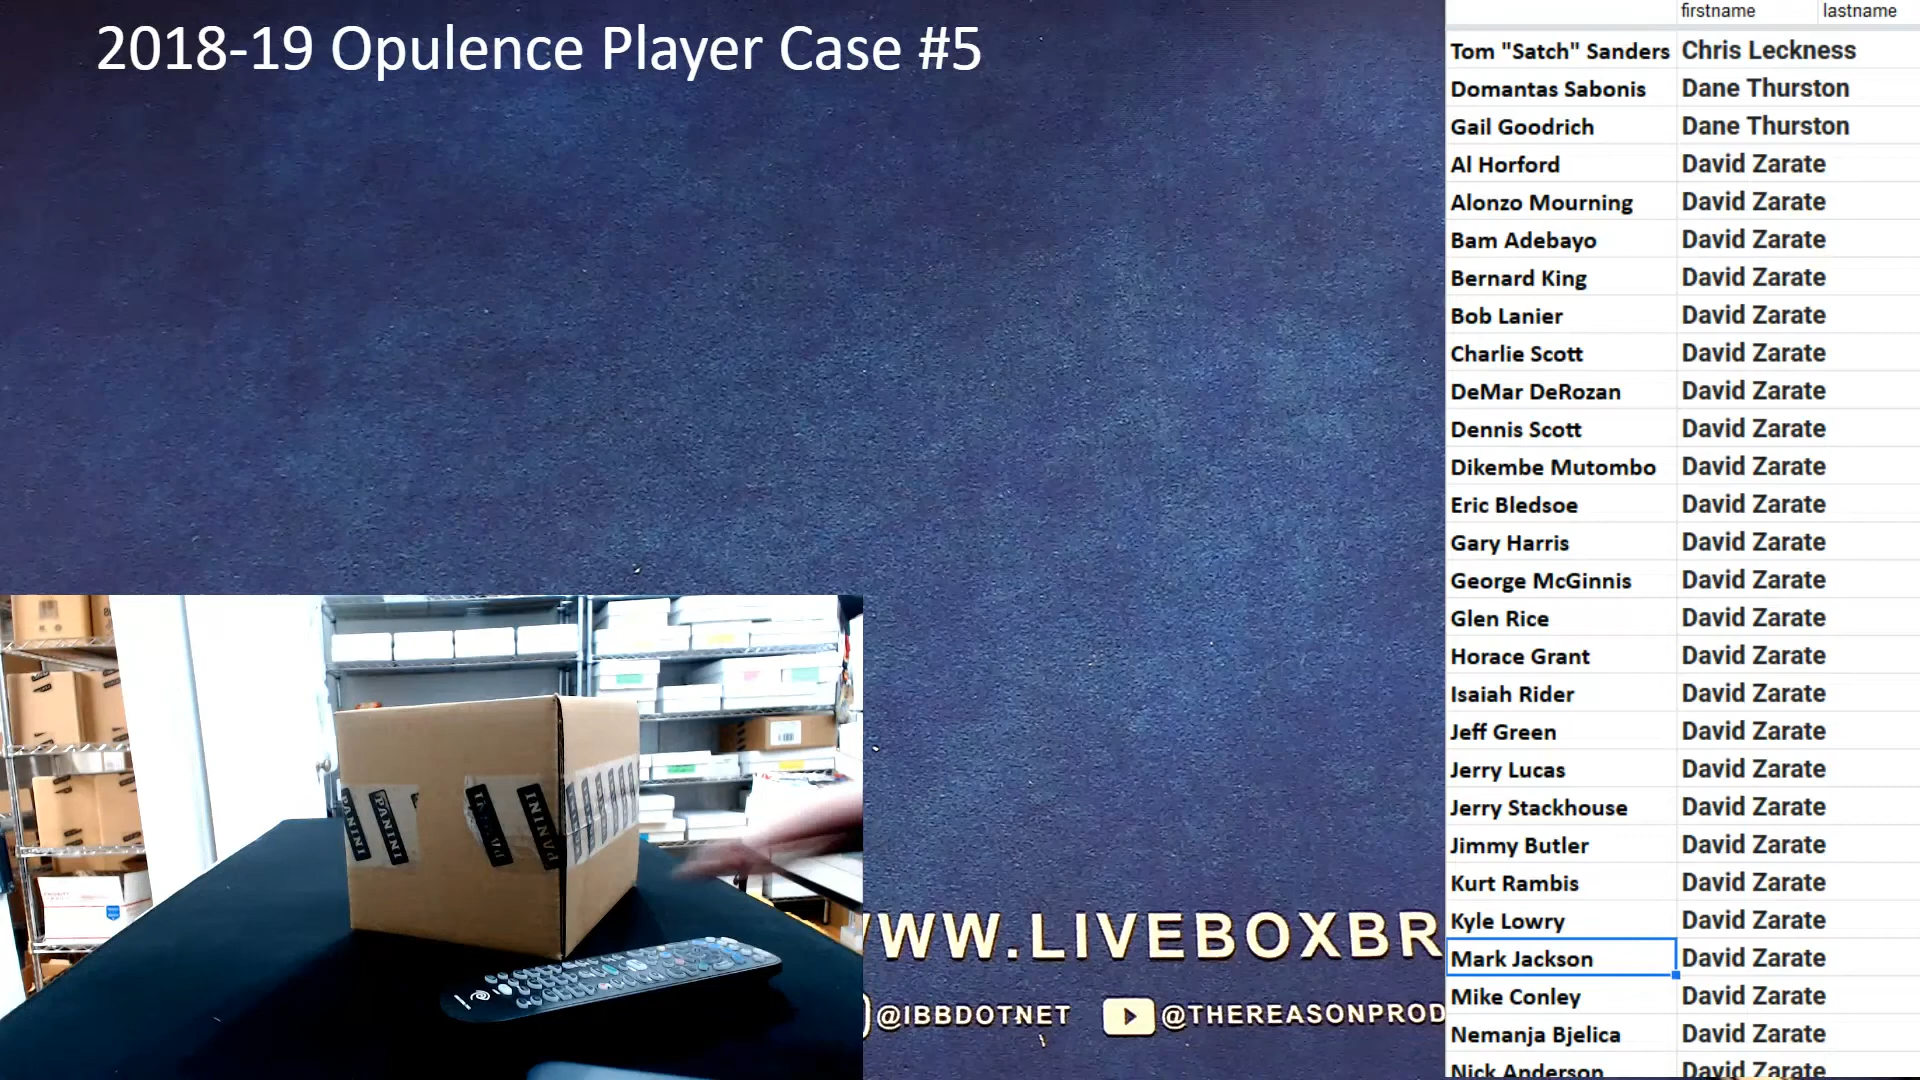 2018-19 Opulence Player Case #5
firstname lastname
Tom "Satch" Sanders Chris Leckness
Domantas Sabonis Dane Thurston
Gail Goodrich Dane Thurston
Al Horford David Zarate
Alonzo Mourning David Zarate
Bam Adebayo David Zarate
Bernard King David Zarate
Bob Lanier David Zarate
Charlie Scott David Zarate
DeMar DeRozan David Zarate
Dennis Scott David Zarate
Dikembe Mutombo David Zarate
Eric Bledsoe David Zarate
Gary Harris David Zarate
George McGinnis David Zarate
Glen Rice David Zarate
Horace Grant David Zarate
Isaiah Rider David Zarate
Jeff Green David Zarate
Jerry Lucas David Zarate
Jerry Stackhouse David Zarate
Jimmy Butler David Zarate
Kurt Rambis David Zarate
Kyle Lowry David Zarate
Mark Jackson David Zarate
Mike Conley David Zarate
Nemanja Bjelica David Zarate
Nick Anderson David Zarate
PANINI PANINI PANINI
WWW.LIVEBOXBR
@IBBDOTNET @THEREASONPROD